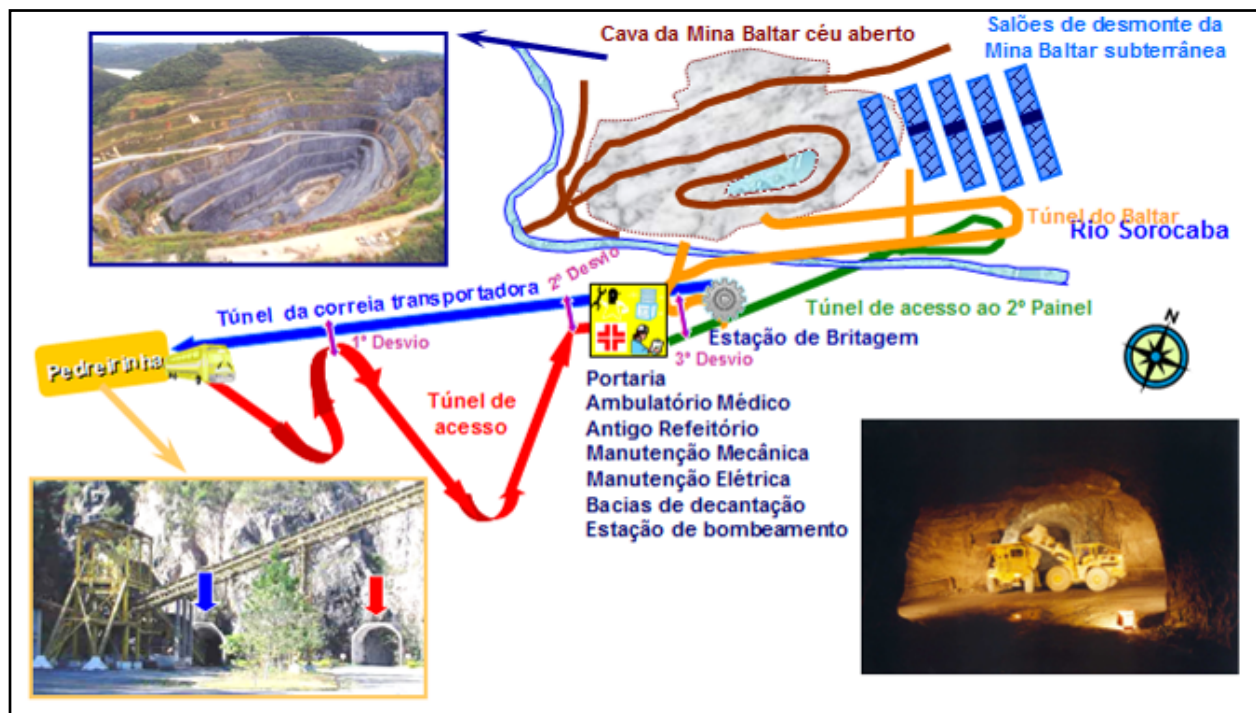 Cava da Mina Baltar céu aberto
Salões de desmonte da
Mina Baltar subterrânea
Túnel do Baltar
Rio Sorocaba
2º Desvio
Túnel da correia transportadora
Túnel de acesso ao 2º Painel
1º Desvio
Estação de Britagem
3º Desvio
Pedreirinha
N
Túnel de
acesso
Portaria
Ambulatório Médico
Antigo Refeitório
Manutenção Mecânica
Manutenção Elétrica
Bacias de decantação
Estação de bombeamento